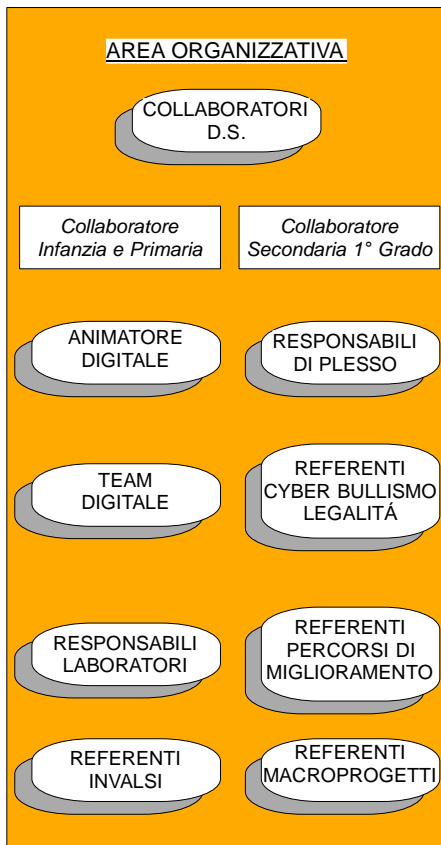 AREA ORGANIZZATIVA
COLLABORATORI
D.S.
Collaboratore
Infanzia e Primaria
Collaboratore
Secondaria 1° Grado
ANIMATORE
DIGITALE
RESPONSABILI
DI PLESSO
TEAM
DIGITALE
REFERENTI
CYBER BULLISMO
LEGALITÁ
RESPONSABILI
LABORATORI
REFERENTI
PERCORSI DI
MIGLIORAMENTO
REFERENTI
INVALSI
REFERENTI
MACROPROGETTI